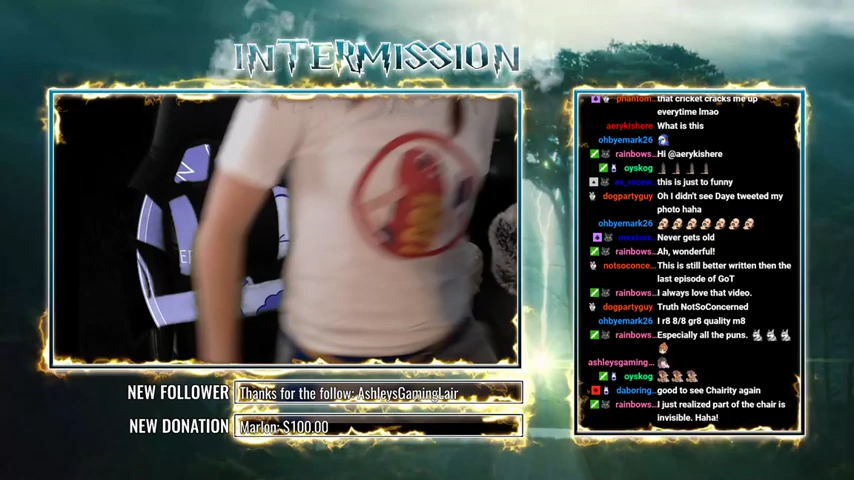 INTERMISSION
phantom.. that cricket cracks me up
everytime lmao
aerykishere What is this
ohbyemark26
rainbows.. Hi @aerykishere
oyskog
this is just to funny
dogpartyguy Oh I didn't see Daye tweeted my
photo haha
ohbyemark26
Never gets old
rainbows.. Ah, wonderful!
notsoconce.. This is still better written then the
last episode of GoT
rainbows.. I always love that video.
dogpartyguy Truth NotSoConcerned
ohbyemark26 I r8 8/8 gr8 quality m8
rainbows.. Especially all the puns.
ashleysgaming..
oyskog
daboring.. good to see Chairity again
rainbows.. I just realized part of the chair is
invisible. Haha!
NEW FOLLOWER Thanks for the follow: AshleysGamingLair
NEW DONATION Marlon: $100.00